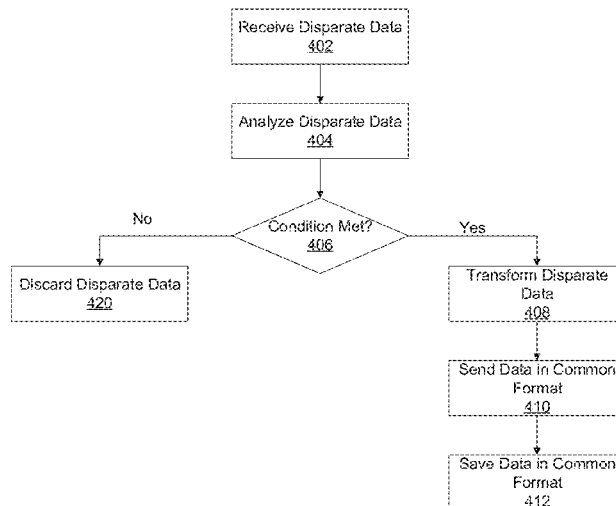 Receive Disparate Data
402
Analyze Disparate Data
404
Condition Met?
406
No
Yes
Discard Disparate Data
420
Transform Disparate
Data
408
Send Data in Common
Format
410
Save Data in Common
Format
412